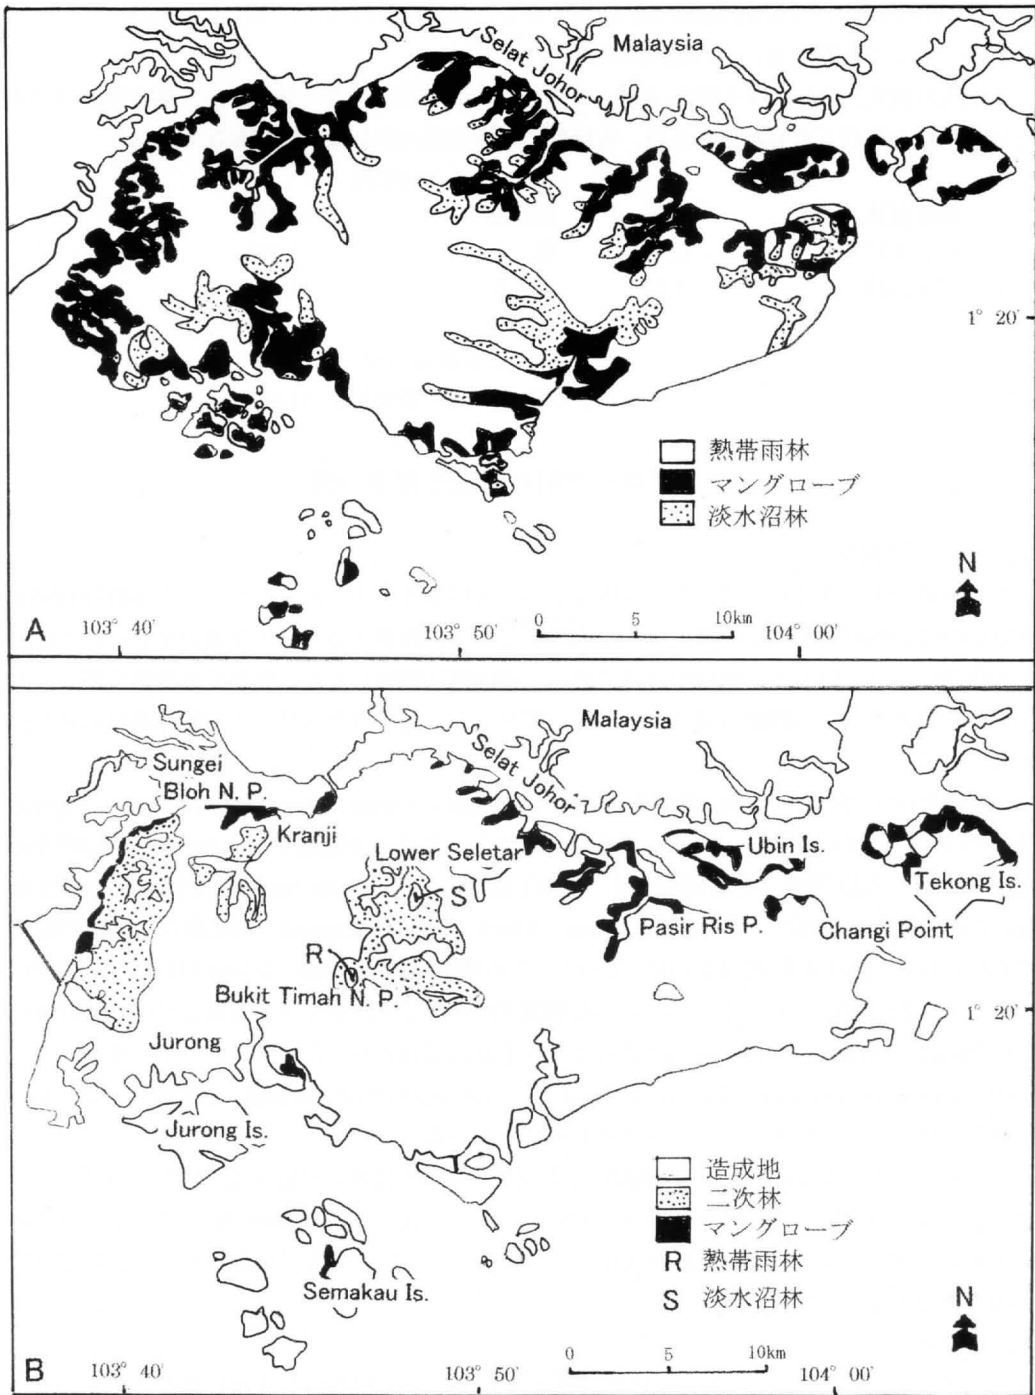 Selat Johor
Malaysia
1° 20'
熱帯雨林
マングローブ
淡水沼林
N
A
103° 40'
103° 50'
0 5 10km
104° 00'
Malaysia
Selat Johor
Sungei
Bloh N. P.
Kranji
Lower Seletar
S
Ubin Is.
Tekong Is.
Pasir Ris P.
Changi Point
R
Bukit Timah N. P.
1° 20'
Jurong
Jurong Is.
造成地
二次林
マングローブ
R 熱帯雨林
S 淡水沼林
Semakau Is.
N
B
103° 40'
103° 50'
0 5 10km
104° 00'